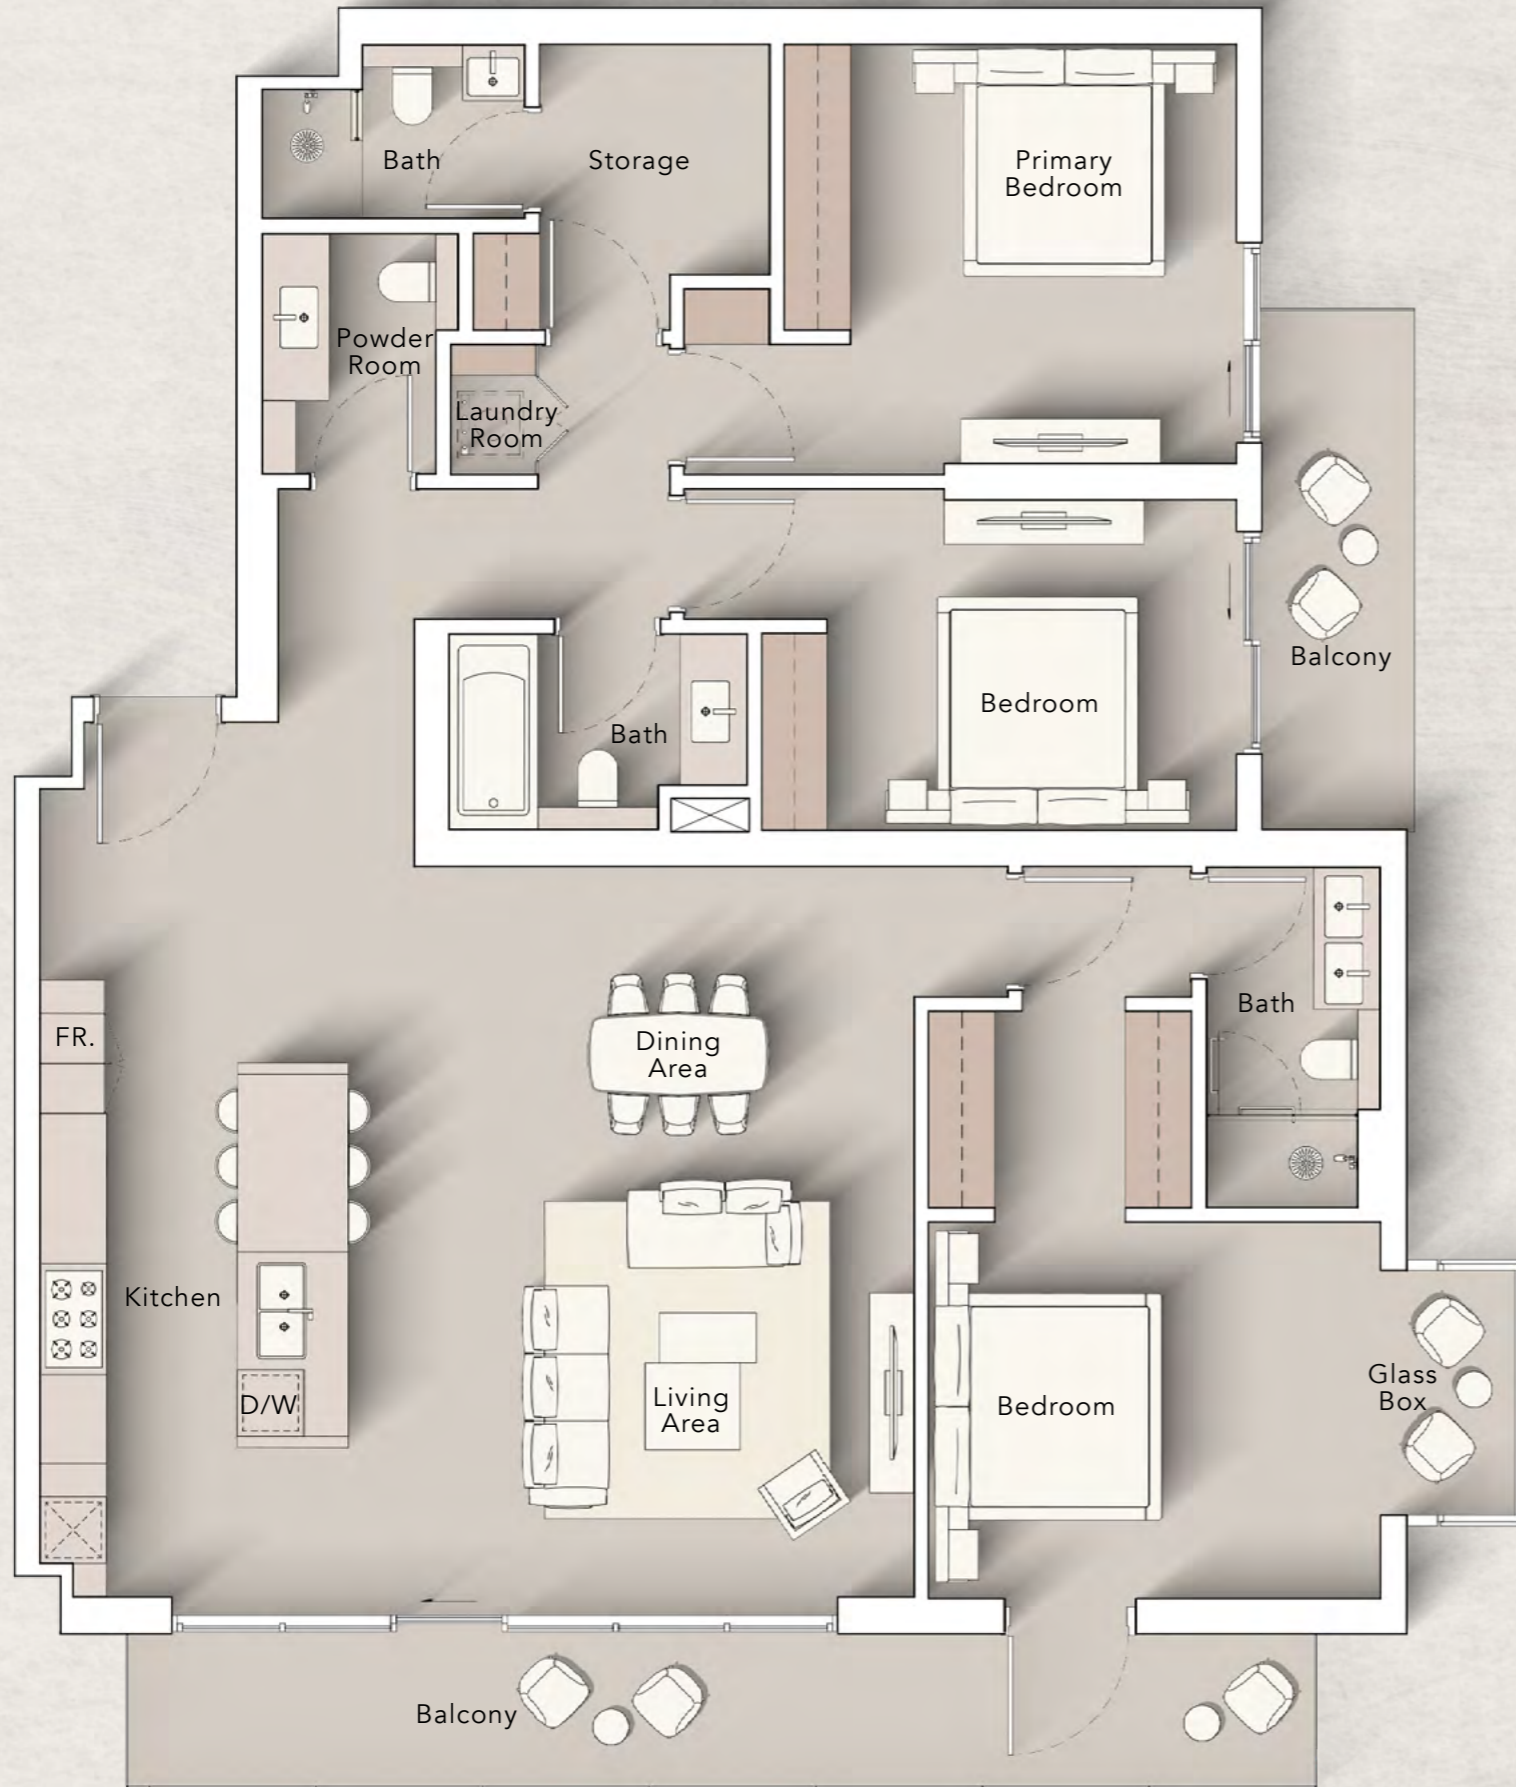 Bath
Storage
Primary
Bedroom
Powder
Room
Laundry
Room
Balcony
Bedroom
Bath
FR.
Dining
Area
Bath
Kitchen
D/W
Living
Area
Bedroom
Glass
Box
Balcony